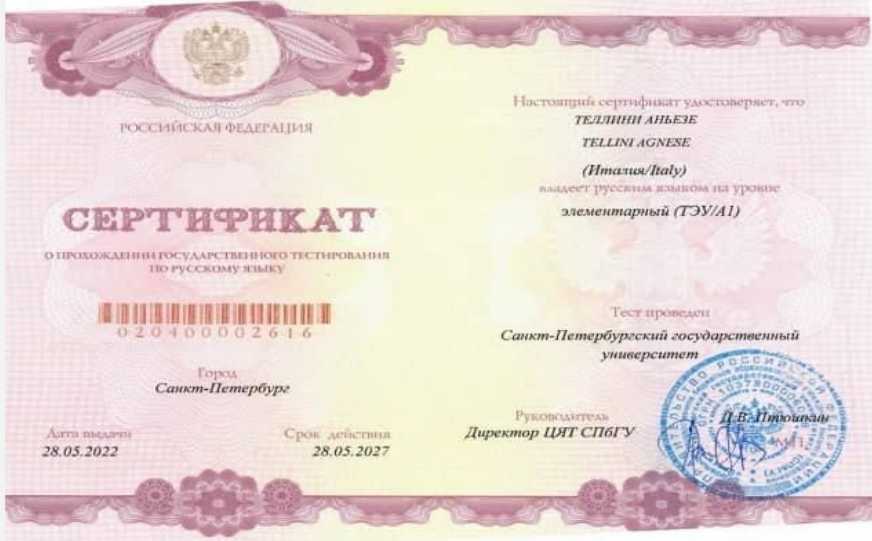 РОССИЙСКАЯ ФЕДЕРАЦИЯ
СЕРТИФИКАТ
О ПРОХОЖДЕНИИ ГОСУДАРСТВЕННОГО ТЕСТИРОВАНИЯ
ПО РУССКОМУ ЯЗЫКУ
020400002616
Город
Санкт-Петербург
Дата выдачи
28.05.2022
Срок действия
28.05.2027
Настоящий сертификат удостоверяет, что
ТЕЛЛИНИ АНЬЕЗЕ
TELLINI AGNESE
(Италия/Italy)
владеет русским языком на уровне
элементарный (ТЭУ/А1)
Тест проведен
Санкт-Петербургский государственный
университет
Руководитель
Директор ЦЯТ СПбГУ
Д.В. Птюшкин
М.П.